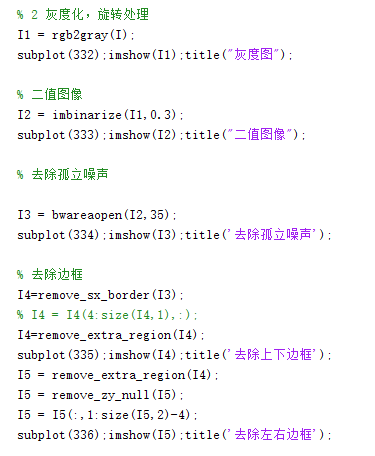 % 2 灰度化，旋转处理
I1 = rgb2gray(I);
subplot(332);imshow(I1);title("灰度图");
% 二值图像
I2 = imbinarize(I1,0.3);
subplot(333);imshow(I2);title("二值图像");
% 去除孤立噪声
I3 = bwareaopen(I2,35);
subplot(334);imshow(I3);title('去除孤立噪声');
% 去除边框
I4=remove_sx_border(I3);
% I4 = I4(4:size(I4,1),:);
I4=remove_extra_region(I4);
subplot(335);imshow(I4);title('去除上下边框');
I5 = remove_extra_region(I4);
I5 = remove_zy_null(I5);
I5 = I5(:,1:size(I5,2)-4);
subplot(336);imshow(I5);title('去除左右边框');